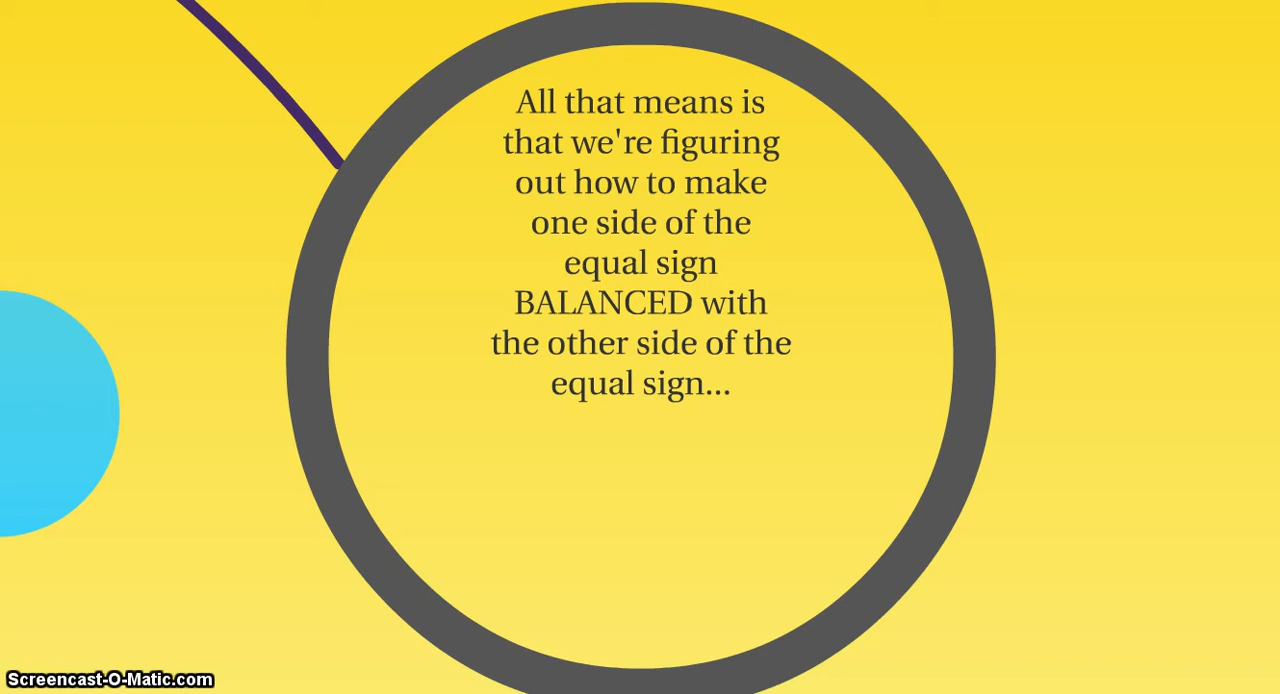 All that means is
that we're figuring
out how to make
one side of the
equal sign
BALANCED with
the other side of the
equal sign...
Screencast-O-Matic.com